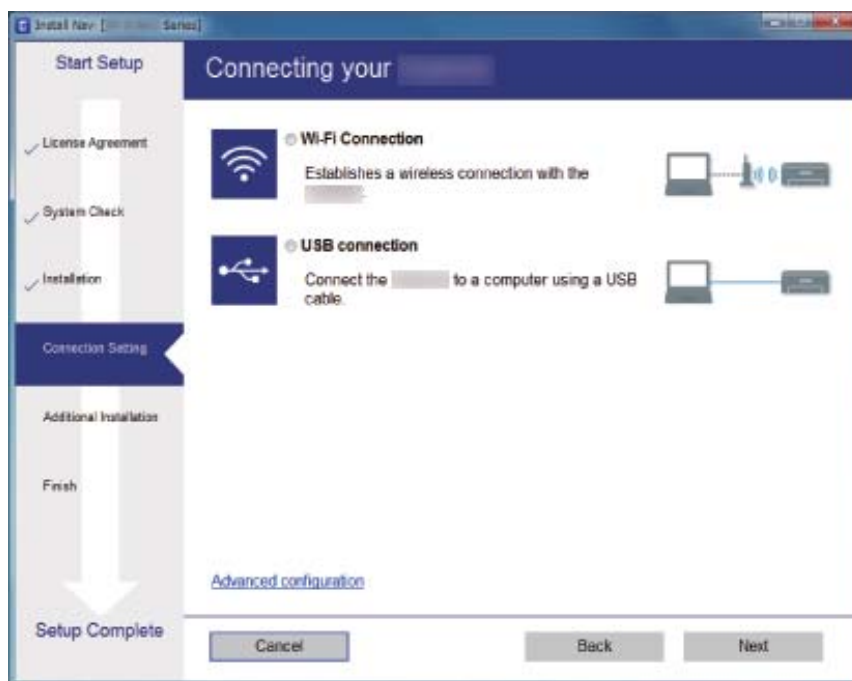 Install Navi [ Series]
Start Setup
License Agreement
System Check
Installation
Connection Setting
Additional Installation
Finish
Setup Complete
Connecting your
Wi-Fi Connection
Establishes a wireless connection with the
.
USB connection
Connect the to a computer using a USB
cable.
Advanced configuration
Cancel
Back
Next